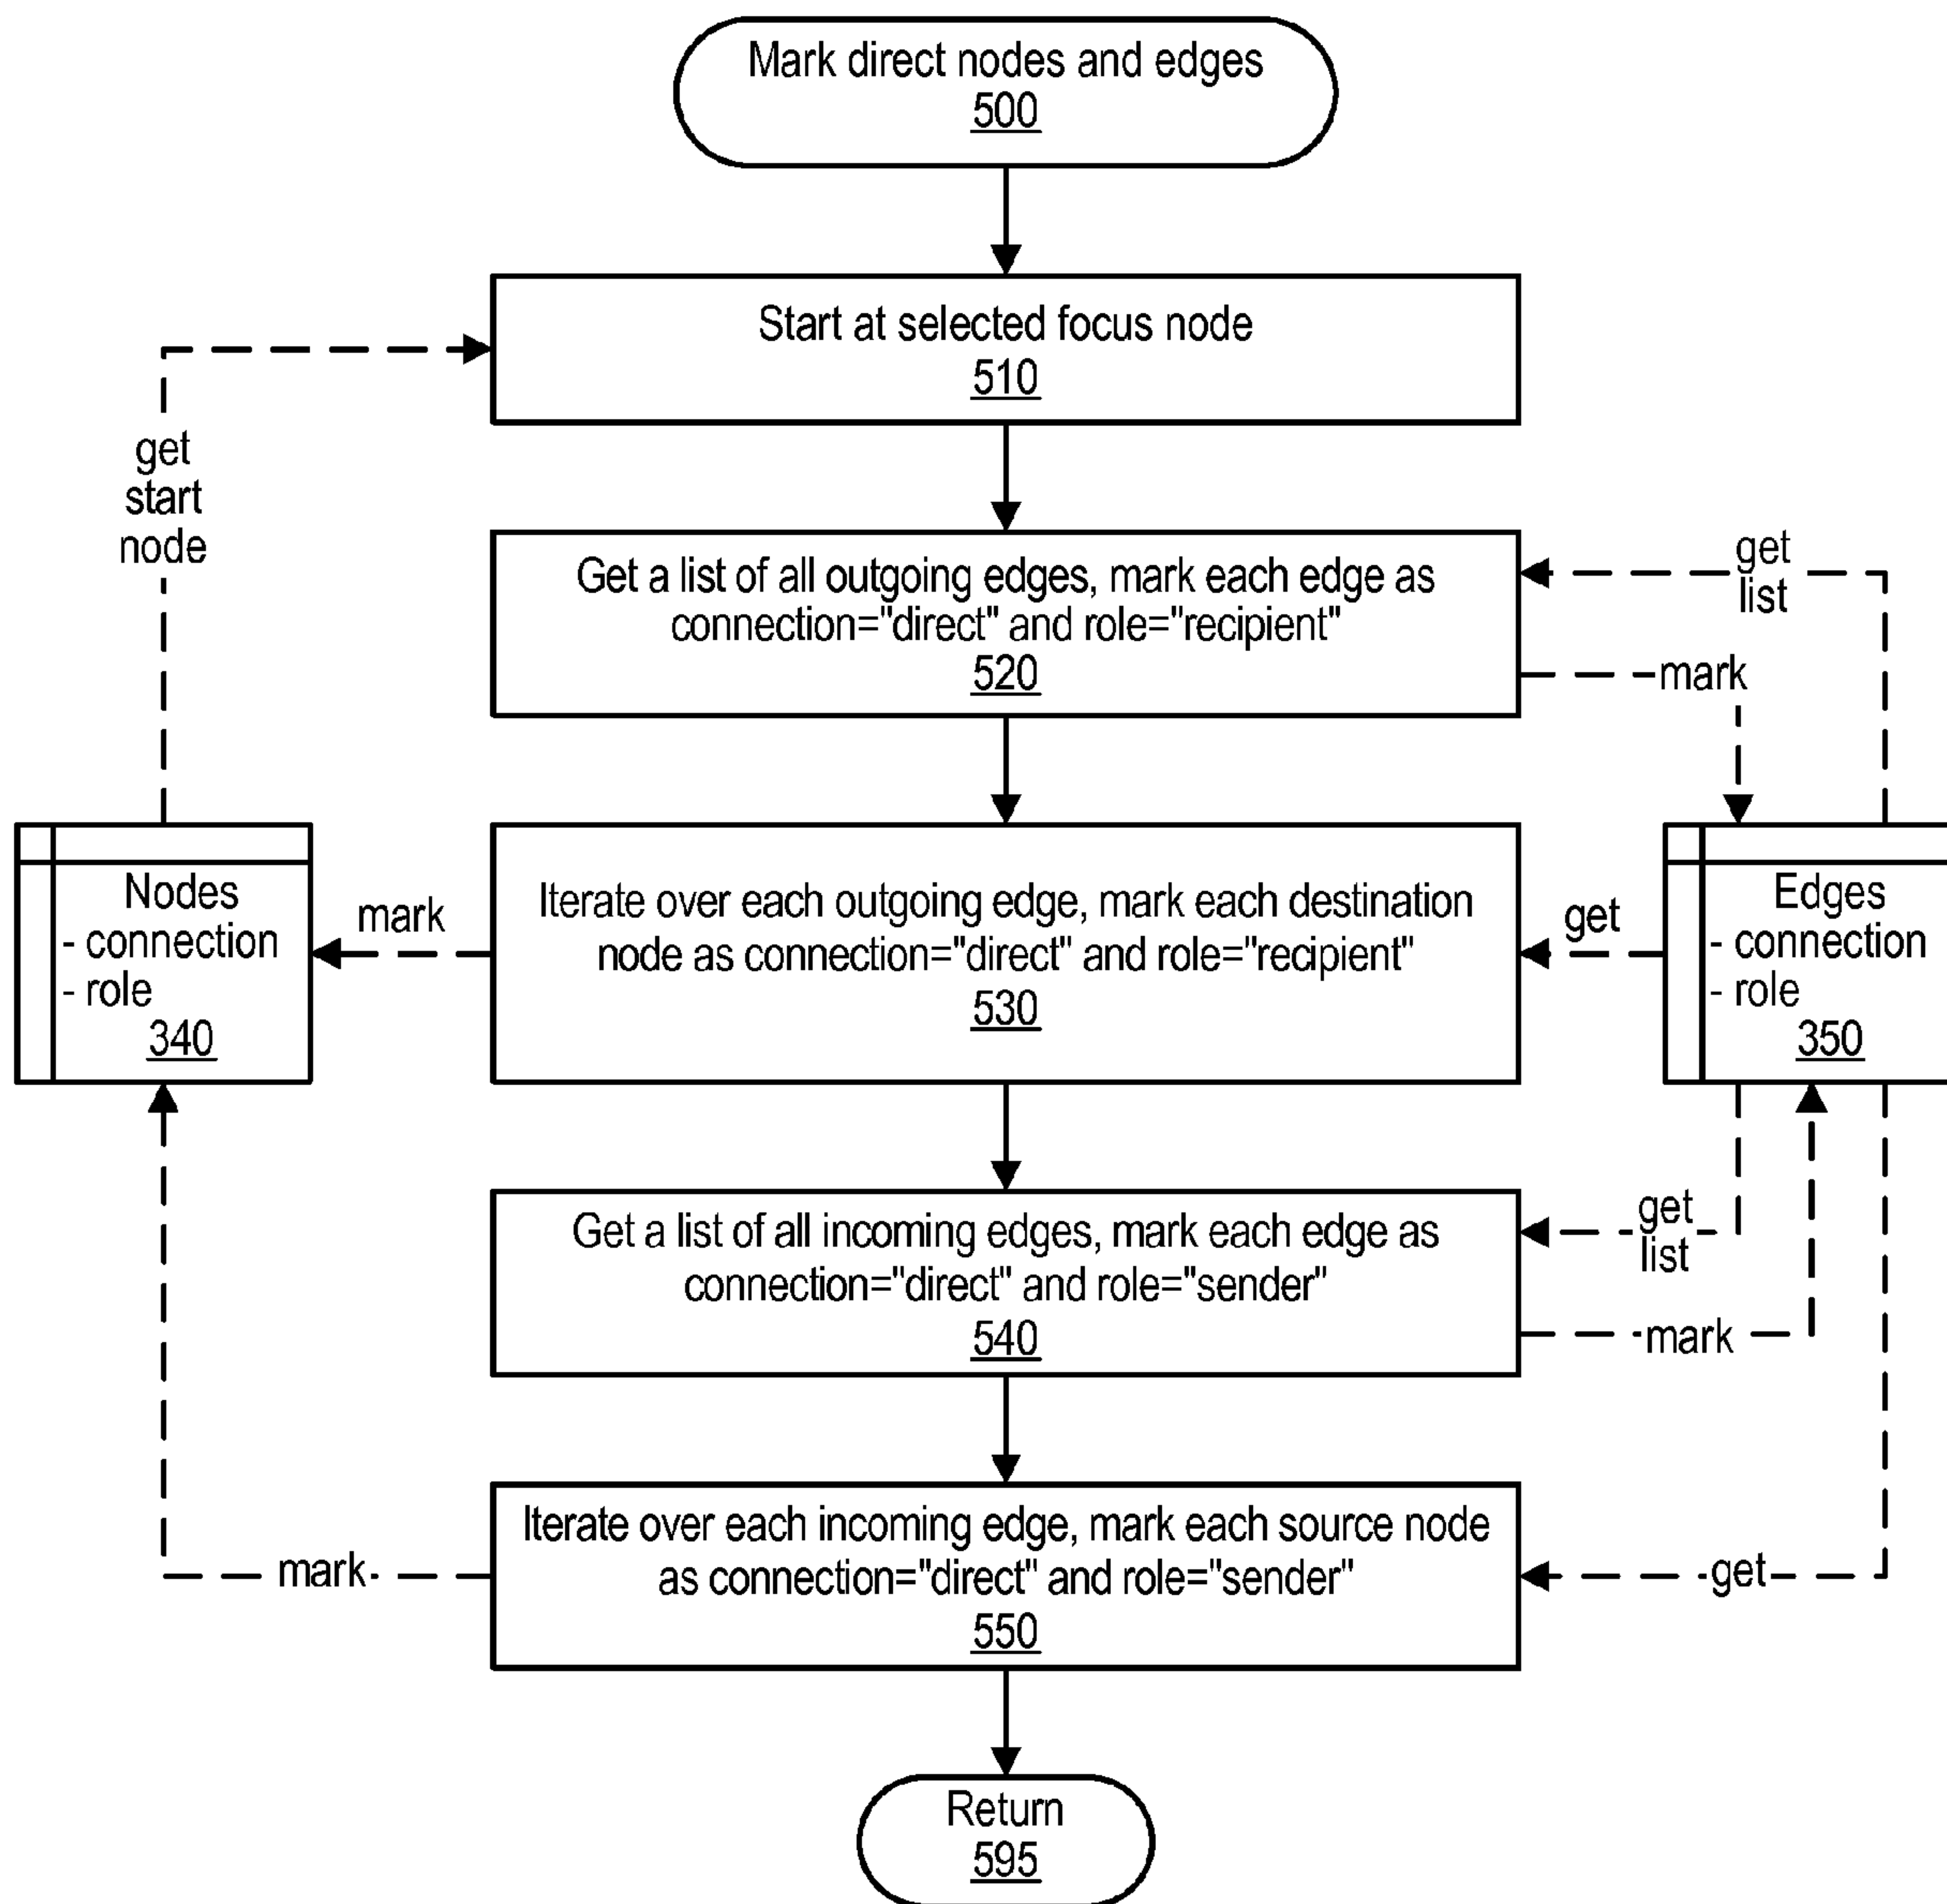 Mark direct nodes and edges
500
Start at selected focus node
510
get
start
node
Get a list of all outgoing edges, mark each edge as
connection="direct" and role="recipient"
520
get
list
mark
Nodes
- connection
- role
340
mark
Iterate over each outgoing edge, mark each destination
node as connection="direct" and role="recipient"
530
get
Edges
- connection
- role
350
Get a list of all incoming edges, mark each edge as
connection="direct" and role="sender"
540
get
list
mark
Iterate over each incoming edge, mark each source node
as connection="direct" and role="sender"
550
mark
get
Return
595